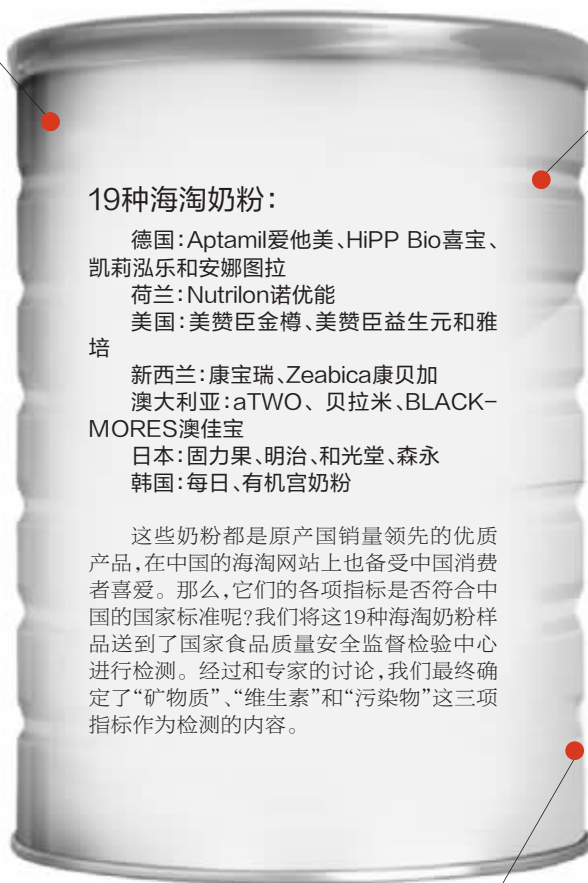 19种海淘奶粉：
德国：Aptamil爱他美、HiPP Bio喜宝、
凯莉泓乐和安娜图拉
荷兰：Nutrilon诺优能
美国：美赞臣金樽、美赞臣益生元和雅
培
新西兰：康宝瑞、Zeabica康贝加
澳大利亚：aTWO、贝拉米、BLACK-
MORES澳佳宝
日本：固力果、明治、和光堂、森永
韩国：每日、有机宫奶粉
这些奶粉都是原产国销量领先的优质
产品，在中国的海淘网站上也备受中国消费
者喜爱。那么，它们的各项指标是否符合中
国的国家标准呢？我们将这19种海淘奶粉样
品送到了国家食品质量安全监督检验中心
进行检测。经过和专家的讨论，我们最终确
定了“矿物质”、“维生素”和“污染物”这三项
指标作为检测的内容。